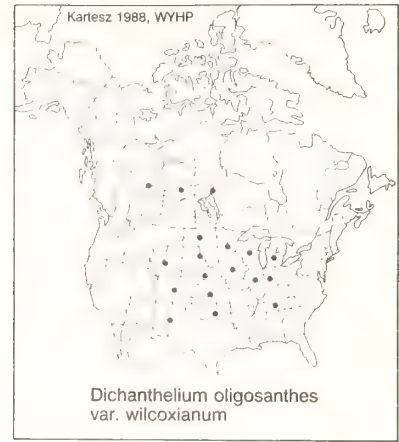 Kartesz 1988, WYHP
Dichanthelium oligosanthes
var. wilcoxianum